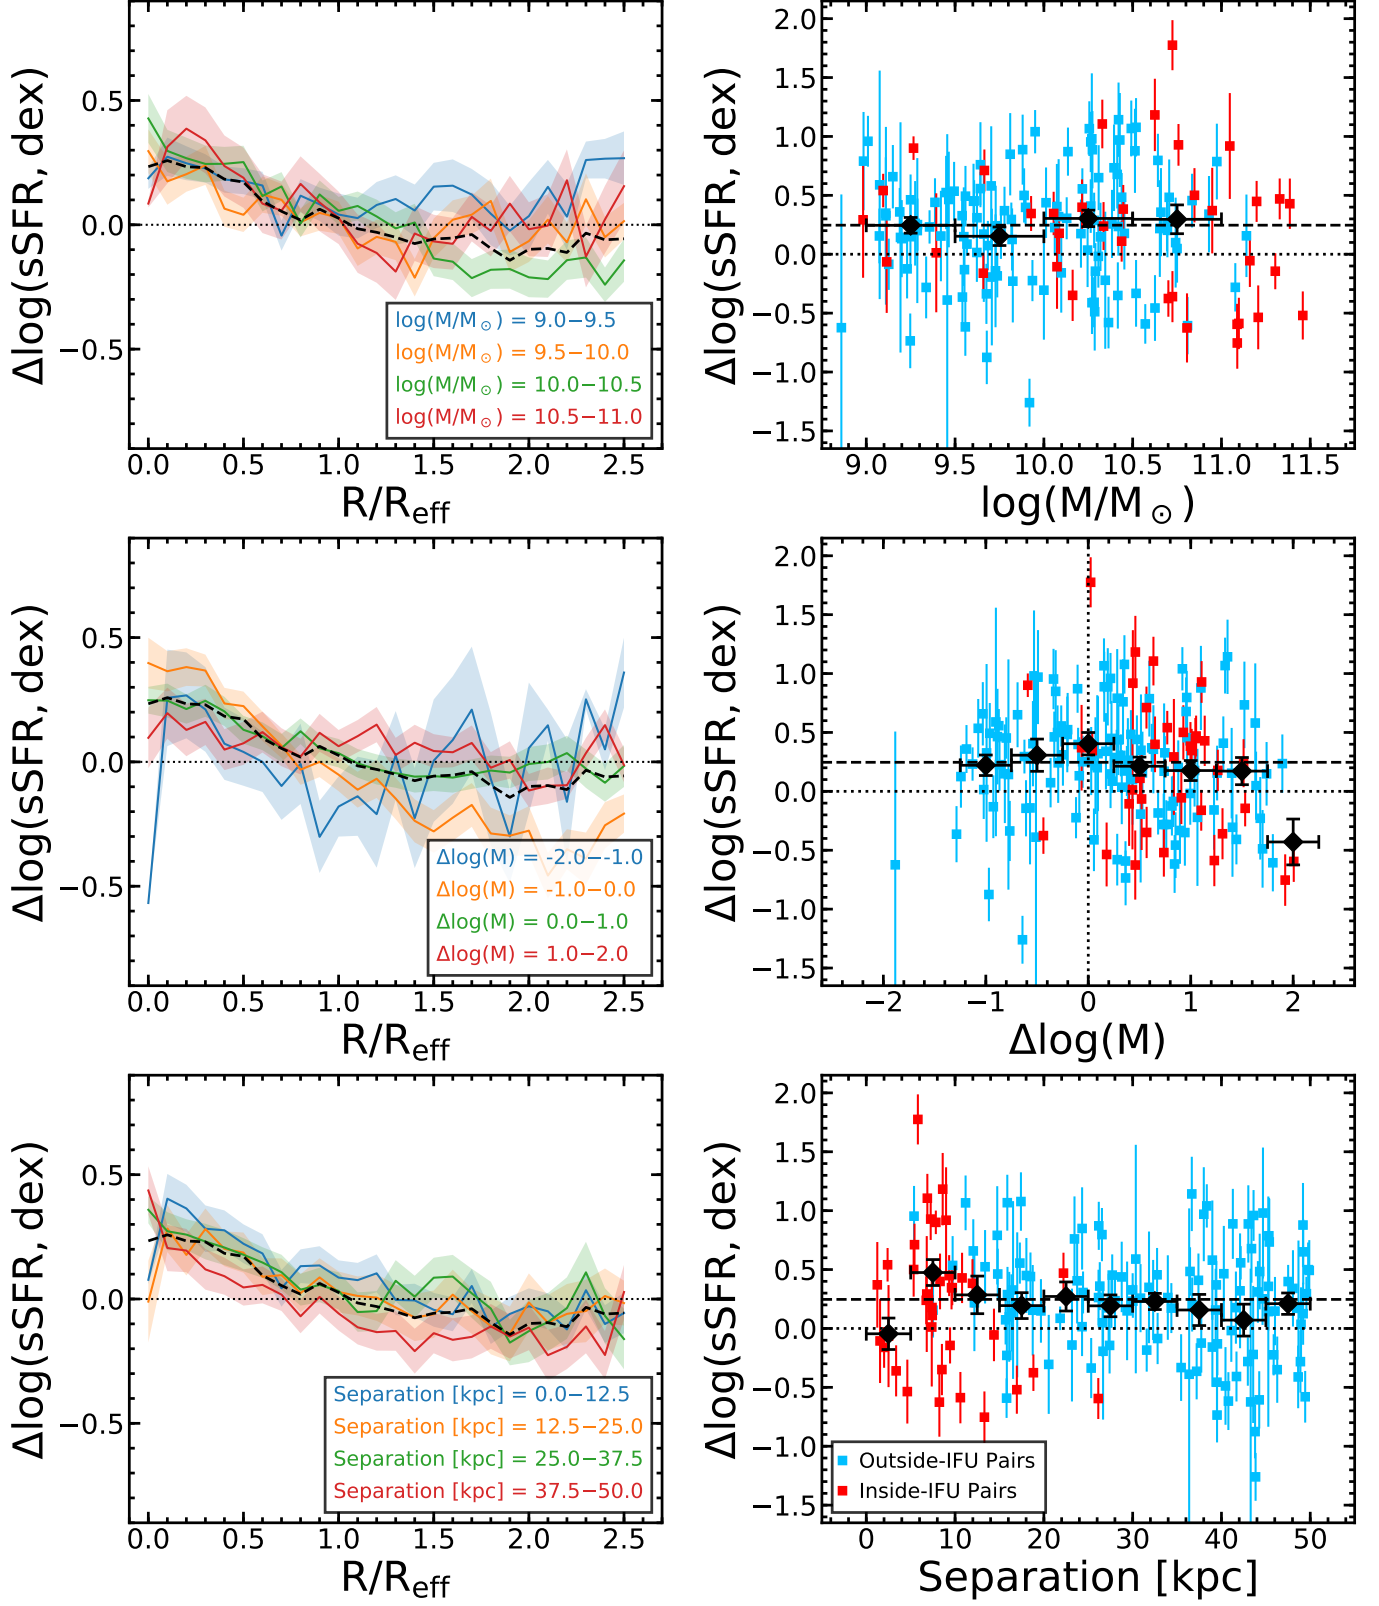 Δlog(sSFR, dex)
0.5
0.0
−0.5
log(M/M⊙) = 9.0−9.5
log(M/M⊙) = 9.5−10.0
log(M/M⊙) = 10.0−10.5
log(M/M⊙) = 10.5−11.0
0.0 0.5 1.0 1.5 2.0 2.5
R/Reff
Δlog(sSFR, dex)
2.0
1.5
1.0
0.5
0.0
−0.5
−1.0
−1.5
9.0 9.5 10.0 10.5 11.0 11.5
log(M/M⊙)
Δlog(sSFR, dex)
0.5
0.0
−0.5
Δlog(M) = -2.0−-1.0
Δlog(M) = -1.0−0.0
Δlog(M) = 0.0−1.0
Δlog(M) = 1.0−2.0
0.0 0.5 1.0 1.5 2.0 2.5
R/Reff
Δlog(sSFR, dex)
2.0
1.5
1.0
0.5
0.0
−0.5
−1.0
−1.5
−2 −1 0 1 2
Δlog(M)
Δlog(sSFR, dex)
0.5
0.0
−0.5
Separation [kpc] = 0.0−12.5
Separation [kpc] = 12.5−25.0
Separation [kpc] = 25.0−37.5
Separation [kpc] = 37.5−50.0
0.0 0.5 1.0 1.5 2.0 2.5
R/Reff
Δlog(sSFR, dex)
2.0
1.5
1.0
0.5
0.0
−0.5
−1.0
−1.5
Outside-IFU Pairs
Inside-IFU Pairs
0 10 20 30 40 50
Separation [kpc]